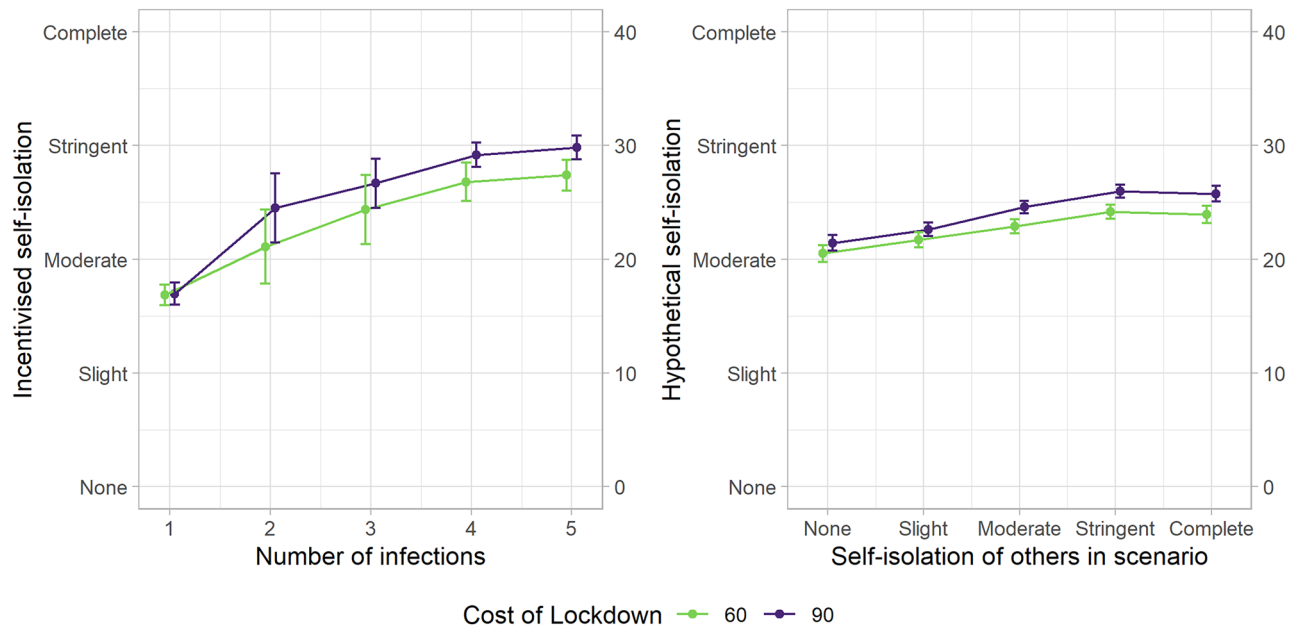 Incentivised self-isolation
Complete
Stringent
Moderate
Slight
None
40
30
20
10
0
1 2 3 4 5
Number of infections
Hypothetical self-isolation
Complete
Stringent
Moderate
Slight
None
40
30
20
10
0
None Slight Moderate Stringent Complete
Self-isolation of others in scenario
Cost of Lockdown 60 90